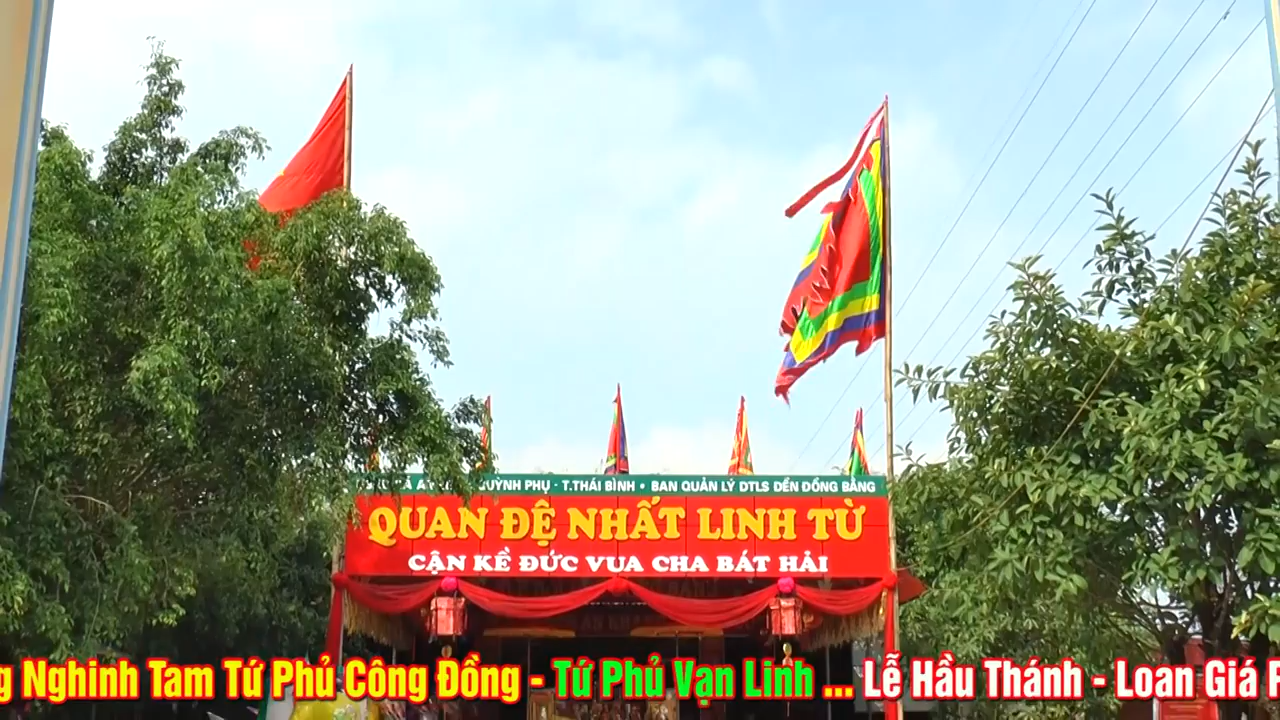 QUỲNH PHỤ - T.THÁI BÌNH • BAN QUẢN LÝ DTLS ĐỀN ĐỒNG BẰNG
QUAN ĐỆ NHẤT LINH TỪ
CẬN KỀ ĐỨC VUA CHA BÁT HẢI
g Nghinh Tam Tứ Phủ Công Đồng - Tứ Phủ Vạn Linh ... Lễ Hầu Thánh - Loan Giá